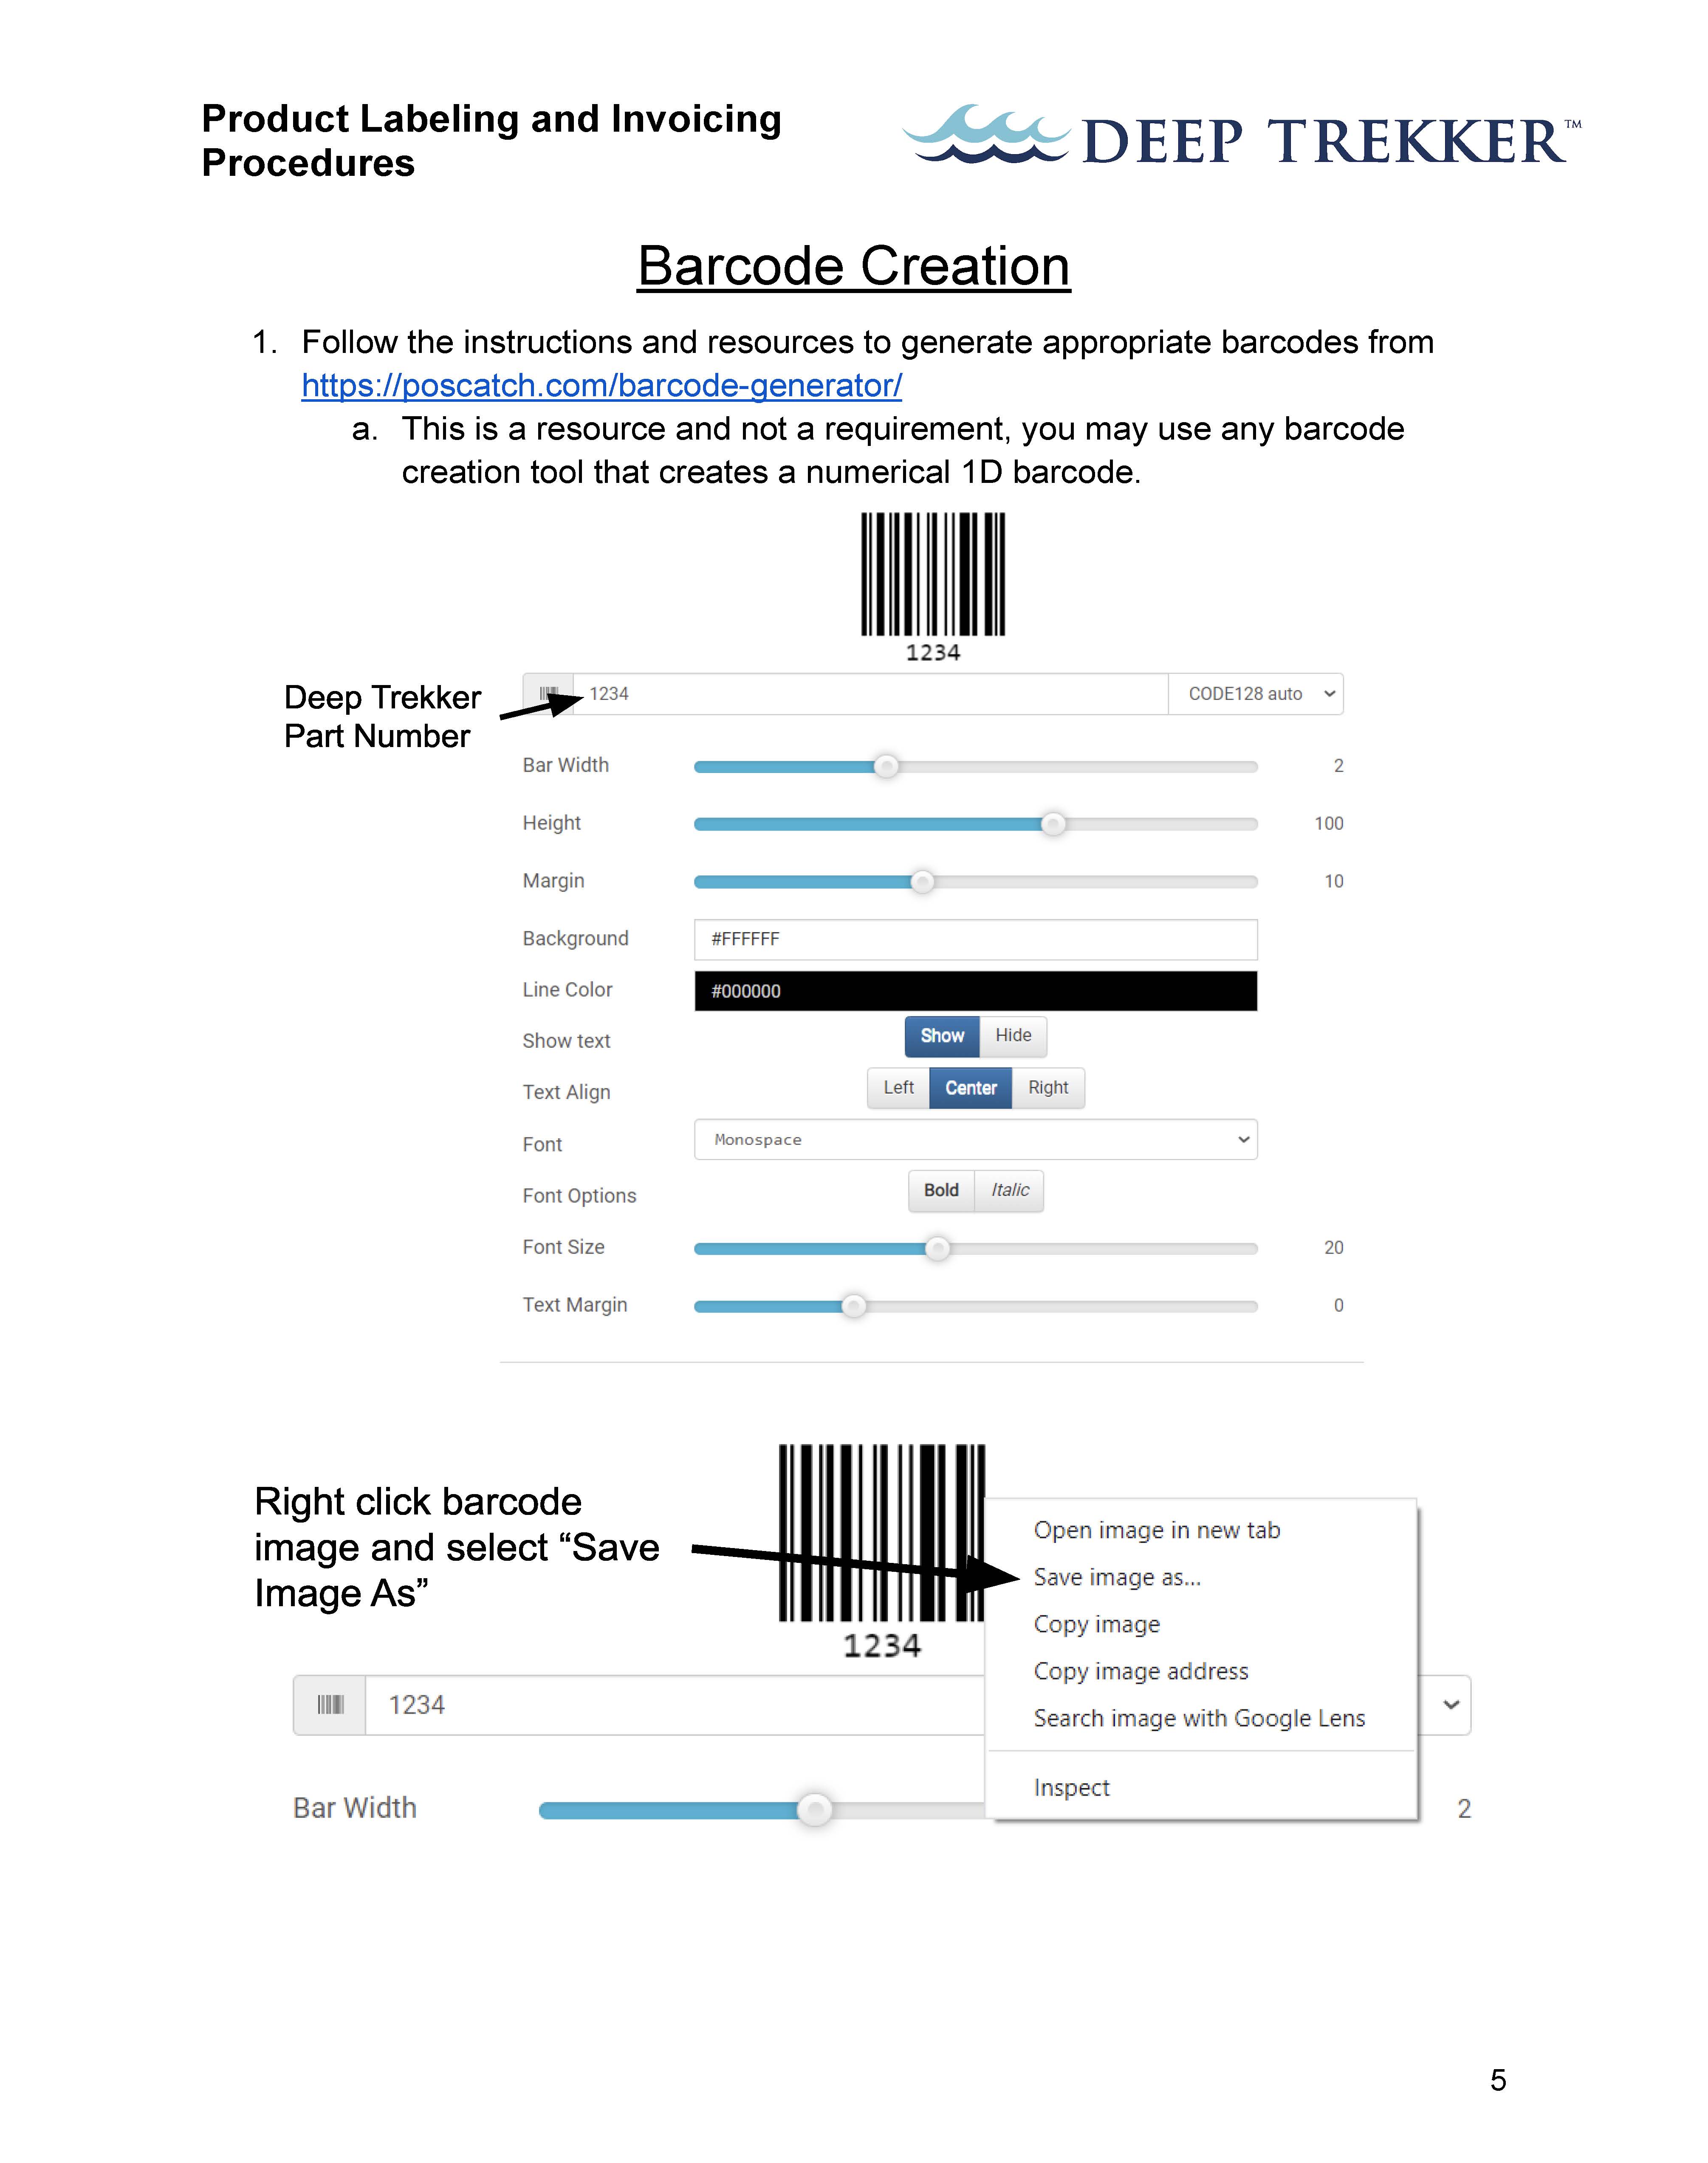 Product Labeling and Invoicing
Procedures
DEEP TREKKER™
Barcode Creation
1. Follow the instructions and resources to generate appropriate barcodes from
https://poscatch.com/barcode-generator/
a. This is a resource and not a requirement, you may use any barcode
creation tool that creates a numerical 1D barcode.
1234
Deep Trekker
Part Number
1234 CODE128 auto
Bar Width 2
Height 100
Margin 10
Background #FFFFFF
Line Color #000000
Show text Show Hide
Text Align Left Center Right
Font Monospace
Font Options Bold Italic
Font Size 20
Text Margin 0
Right click barcode
image and select “Save
Image As”
1234
Open image in new tab
Save image as...
Copy image
Copy image address
Search image with Google Lens
Inspect
1234
Bar Width 2
5